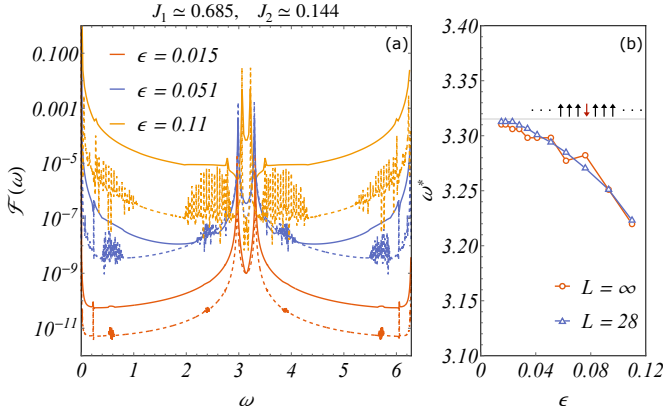 J₁ ≃ 0.685, J₂ ≃ 0.144
(a)
ϵ = 0.015
ϵ = 0.051
ϵ = 0.11
0.100
0.001
10⁻⁵
10⁻⁷
10⁻⁹
10⁻¹¹
ℱ(ω)
0 1 2 3 4 5 6
ω
(b)
3.40
3.35
3.30
3.25
3.20
3.15
3.10
ω*
· · · ↑↑↑↓↑↑↑ · · ·
L = ∞
L = 28
0 0.04 0.08 0.12
ϵ